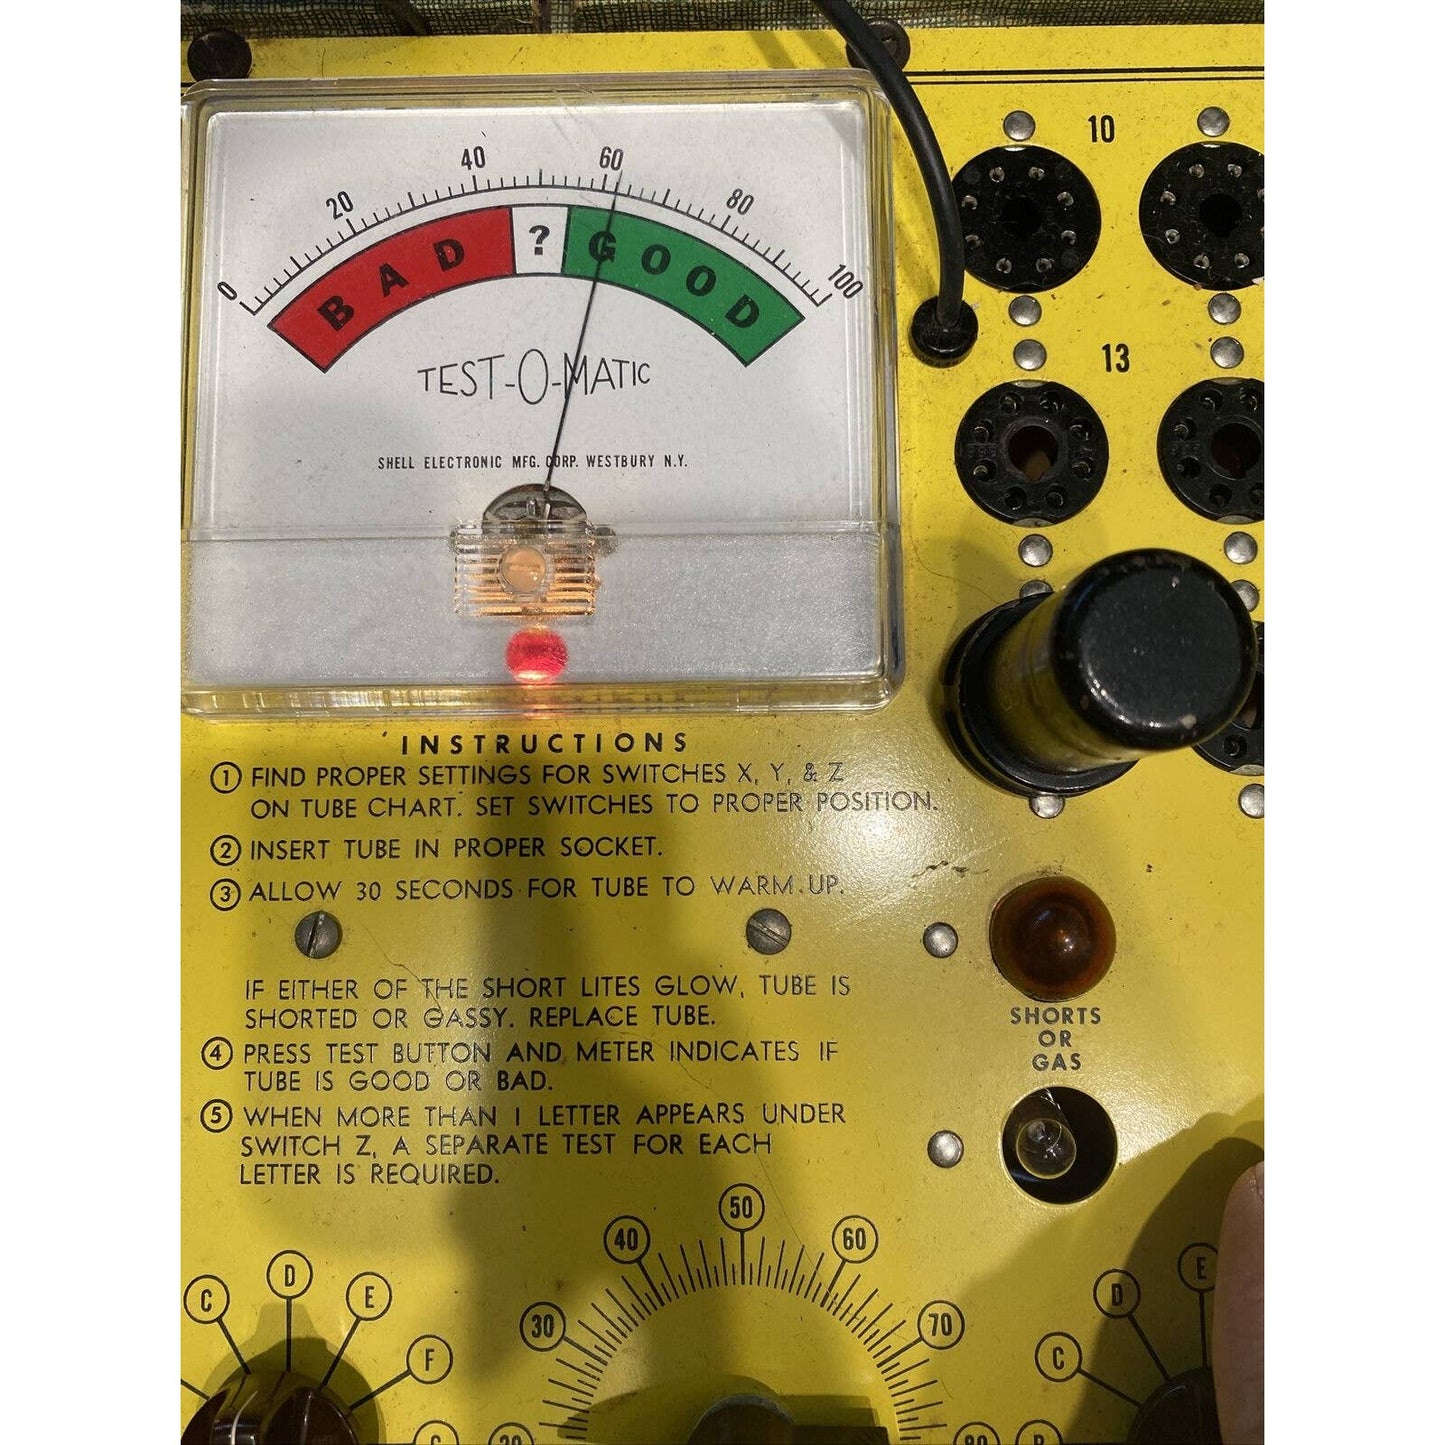 0 20 40 60 80 100
BAD ? GOOD
TEST-O-MATIC
SHELL ELECTRONIC MFG. CORP. WESTBURY N.Y.
10
13
INSTRUCTIONS
1 FIND PROPER SETTINGS FOR SWITCHES X, Y, & Z
ON TUBE CHART. SET SWITCHES TO PROPER POSITION.
2 INSERT TUBE IN PROPER SOCKET.
3 ALLOW 30 SECONDS FOR TUBE TO WARM UP.
IF EITHER OF THE SHORT LITES GLOW, TUBE IS
SHORTED OR GASSY. REPLACE TUBE.
4 PRESS TEST BUTTON AND METER INDICATES IF
TUBE IS GOOD OR BAD.
5 WHEN MORE THAN 1 LETTER APPEARS UNDER
SWITCH Z, A SEPARATE TEST FOR EACH
LETTER IS REQUIRED.
SHORTS
OR
GAS
C D E F G
20 30 40 50 60 70 80
B C D E